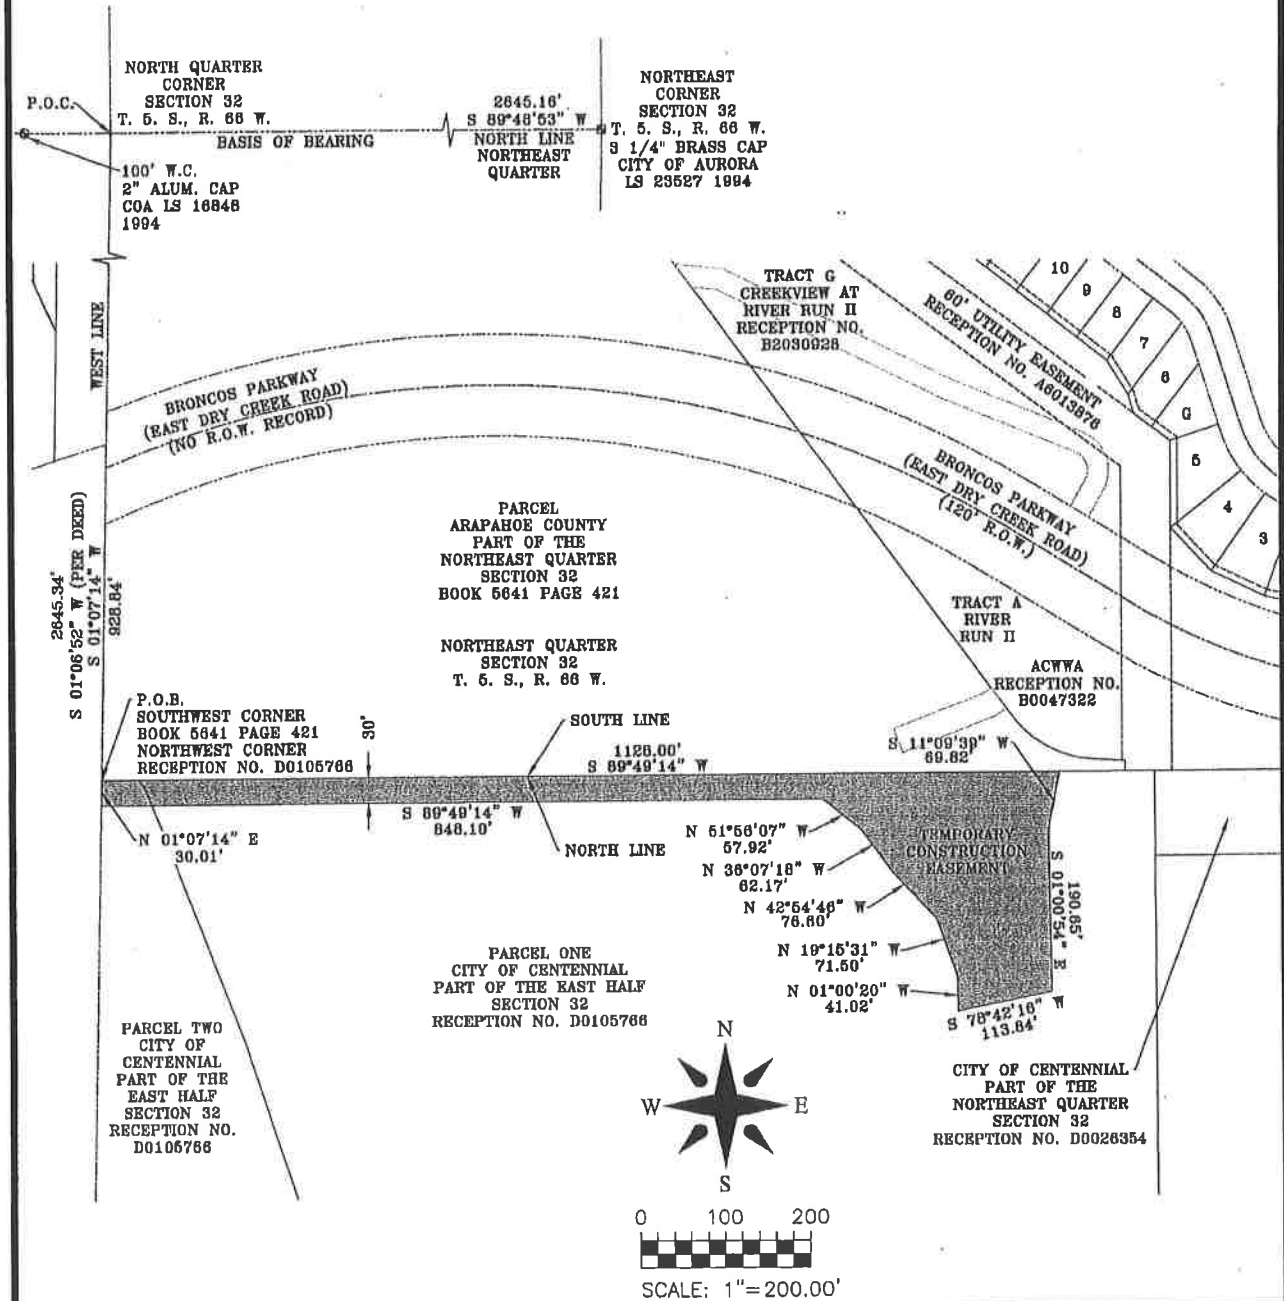 NORTH QUARTER
CORNER
SECTION 32
T. 5. S., R. 66 W.
P.O.C.
BASIS OF BEARING
2645.16'
S 89°48'53" W
NORTH LINE
NORTHEAST
QUARTER
NORTHEAST
CORNER
SECTION 32
T. 5. S., R. 66 W.
3 1/4" BRASS CAP
CITY OF AURORA
LS 23527 1994
100' W.C.
2" ALUM. CAP
COA LS 16848
1994
WEST LINE
BRONCOS PARKWAY
(EAST DRY CREEK ROAD)
(NO R.O.W. RECORD)
TRACT G
CREEKVIEW AT
RIVER RUN II
RECEPTION NO.
B2030928
60' UTILITY EASEMENT
RECEPTION NO. A6013876
10
9
8
7
6
G
5
4
3
BRONCOS PARKWAY
(EAST DRY CREEK ROAD)
(120' R.O.W.)
2645.34'
S 01°06'52" W (PER DEED)
S 01°07'14" W
928.84'
PARCEL
ARAPAHOE COUNTY
PART OF THE
NORTHEAST QUARTER
SECTION 32
BOOK 5641 PAGE 421
NORTHEAST QUARTER
SECTION 32
T. 5. S., R. 66 W.
TRACT A
RIVER
RUN II
ACWWA
RECEPTION NO.
B0047322
P.O.B.
SOUTHWEST CORNER
BOOK 5641 PAGE 421
NORTHWEST CORNER
RECEPTION NO. D0105766
30'
SOUTH LINE
1126.00'
S 89°49'14" W
S 11°09'39" W
69.82'
S 89°49'14" W
848.10'
N 01°07'14" E
30.01'
NORTH LINE
N 51°56'07" W
57.92'
N 36°07'18" W
62.17'
N 42°54'46" W
76.60'
N 19°15'31" W
71.50'
N 01°00'20" W
41.02'
TEMPORARY
CONSTRUCTION
EASEMENT
190.65'
S 01°00'54" E
S 78°42'16" W
113.84'
PARCEL ONE
CITY OF CENTENNIAL
PART OF THE EAST HALF
SECTION 32
RECEPTION NO. D0105766
PARCEL TWO
CITY OF
CENTENNIAL
PART OF THE
EAST HALF
SECTION 32
RECEPTION NO.
D0105766
CITY OF CENTENNIAL
PART OF THE
NORTHEAST QUARTER
SECTION 32
RECEPTION NO. D0026354
N
W
E
S
0 100 200
SCALE: 1"=200.00'